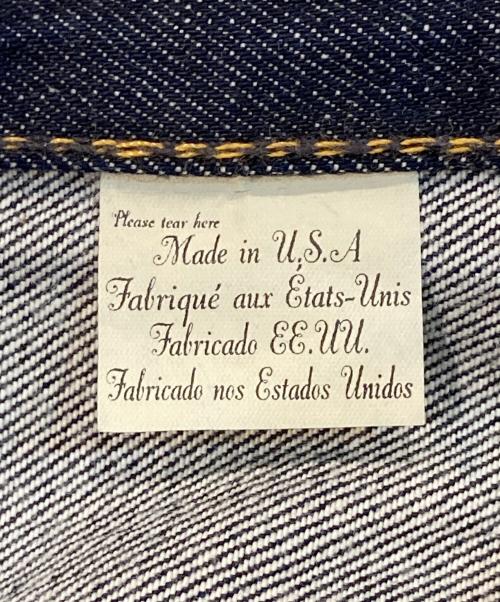 Please tear here
Made in U.S.A
Fabriqué aux États-Unis
Fabricado EE.UU.
Fabricado nos Estados Unidos